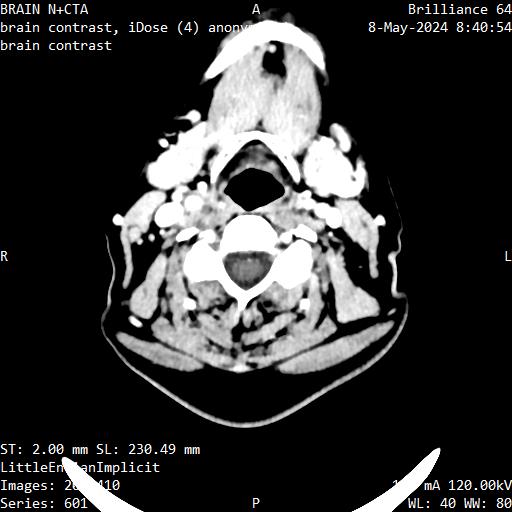 BRAIN N+CTA
A
Brilliance 64
brain contrast, iDose (4)
8-May-2024 8:40:54
brain contrast
R
L
ST: 2.00 mm SL: 230.49 mm
Images:
mA 120.00kV
Series: 601
P
WL: 40 WW: 80